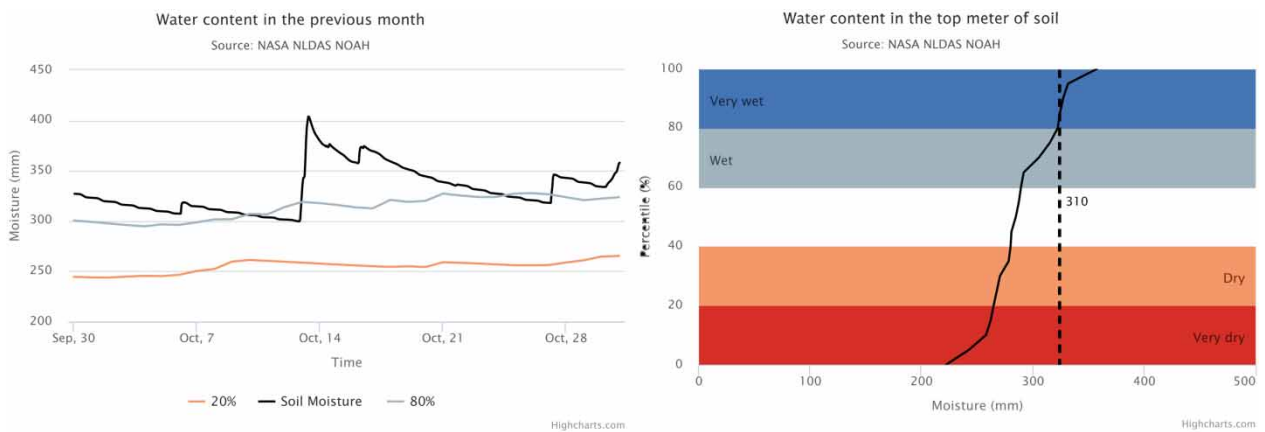 Water content in the previous month
Source: NASA NLDAS NOAH
450
400
350
300
250
200
Moisture (mm)
Sep, 30
Oct, 7
Oct, 14
Oct, 21
Oct, 28
Time
20%
Soil Moisture
80%
Highcharts.com
Water content in the top meter of soil
Source: NASA NLDAS NOAH
100
80
60
40
20
0
Percentile (%)
Very wet
Wet
310
Dry
Very dry
0
100
200
300
400
500
Moisture (mm)
Highcharts.com